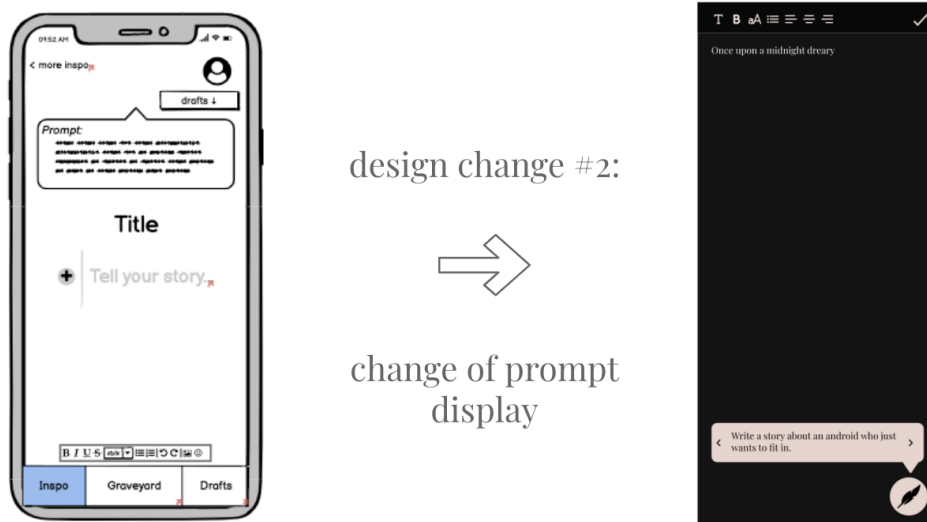 09:52 AM
< more inspo
drafts ↓
Prompt:
Title
Tell your story..
B I U S style
Inspo
Graveyard
Drafts
design change #2:
change of prompt
display
T B aA
Once upon a midnight dreary
< Write a story about an android who just >
wants to fit in.